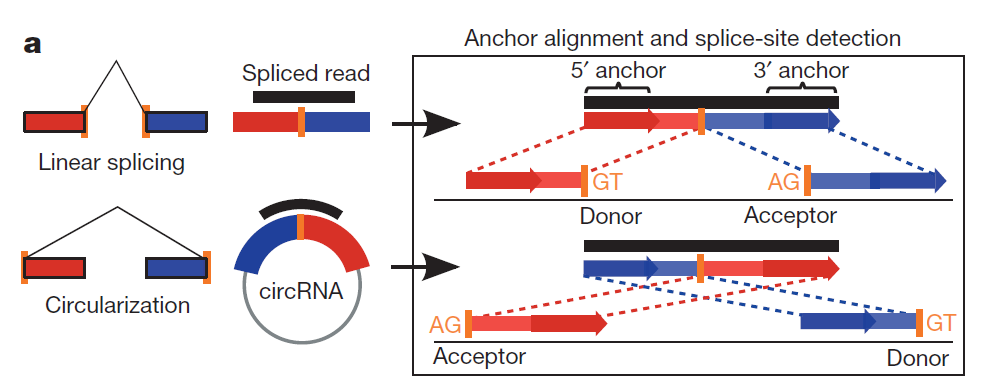 a
Linear splicing
Spliced read
Anchor alignment and splice-site detection
5′ anchor 3′ anchor
GT AG
Donor Acceptor
Circularization
circRNA
AG GT
Acceptor Donor